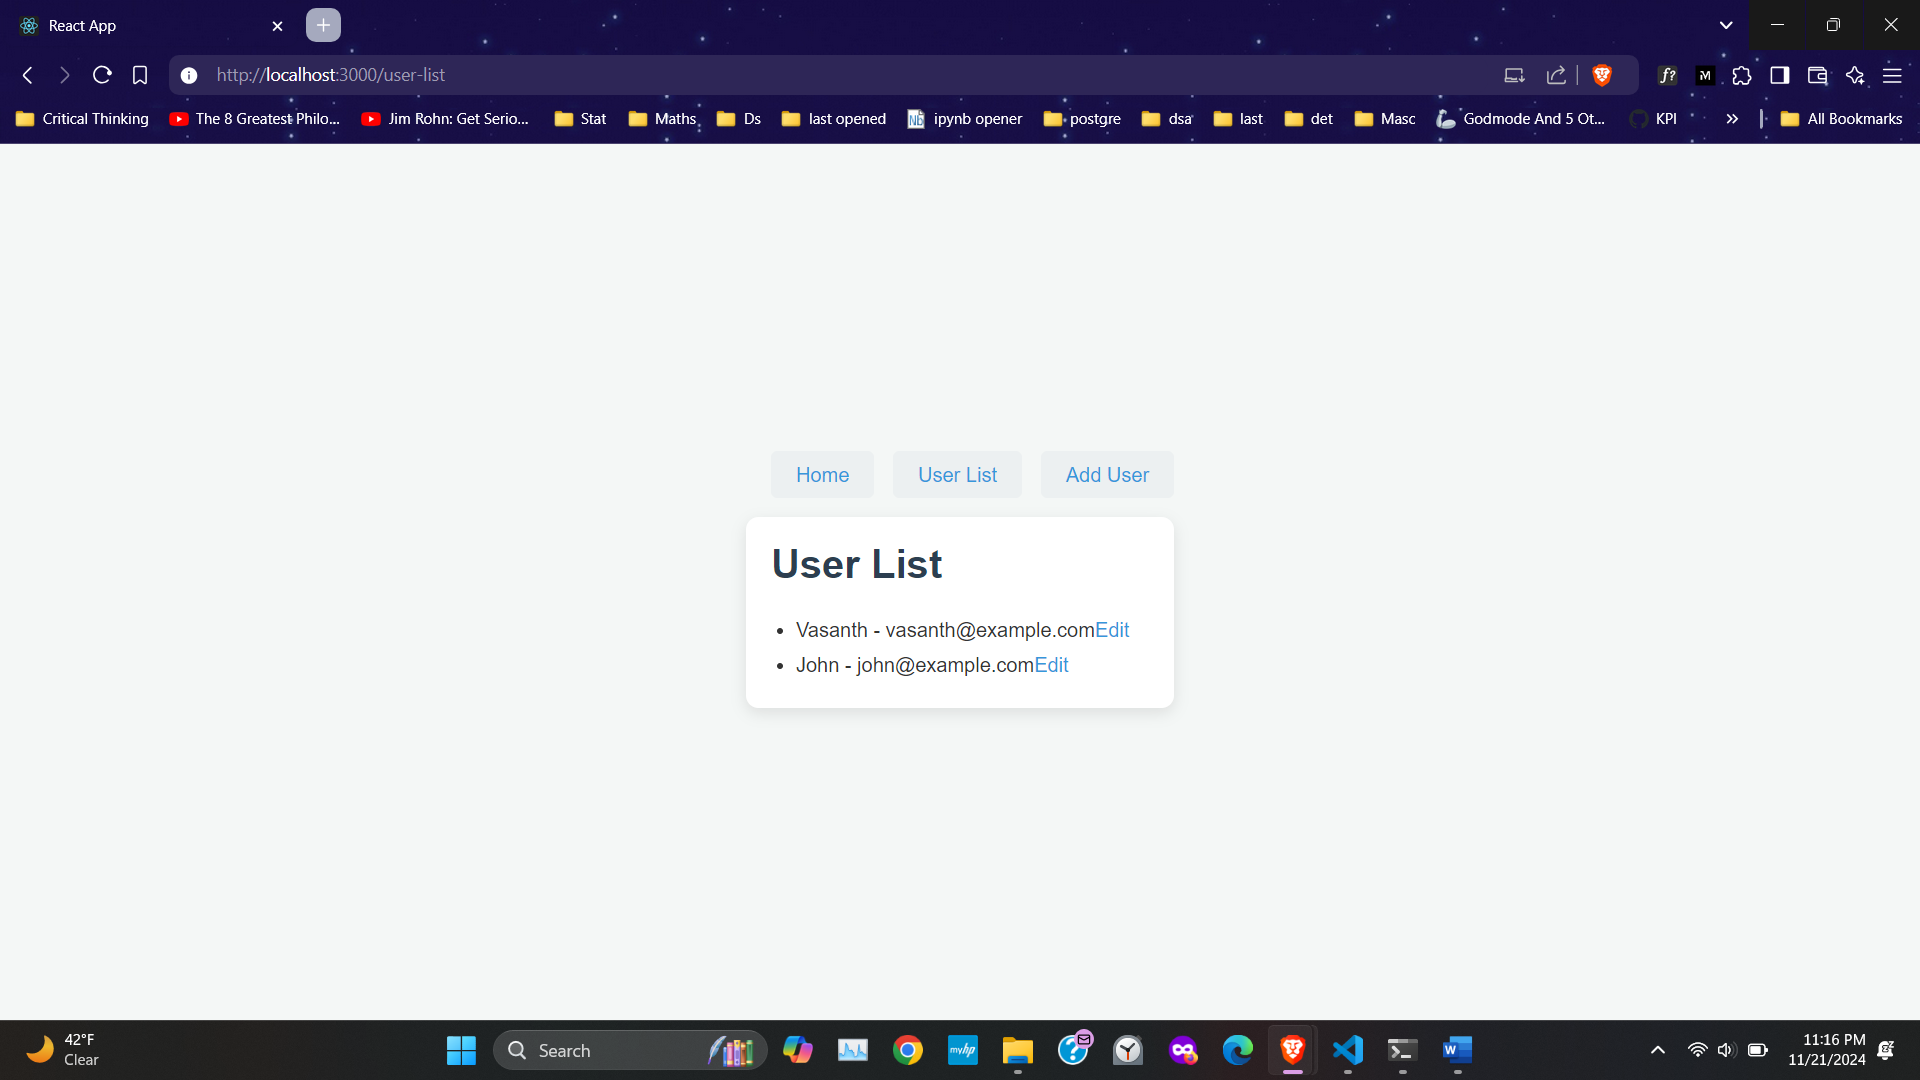 React App
http://localhost:3000/user-list
f?
M
Critical Thinking
The 8 Greatest Philo...
Jim Rohn: Get Serio...
Stat
Maths
Ds
last opened
ipynb opener
postgre
dsa
last
det
Masc
Godmode And 5 Ot...
KPI
All Bookmarks
Home
User List
Add User
User List
Vasanth - vasanth@example.comEdit
John - john@example.comEdit
42°F
Clear
Search
myhp
W
11:16 PM
11/21/2024